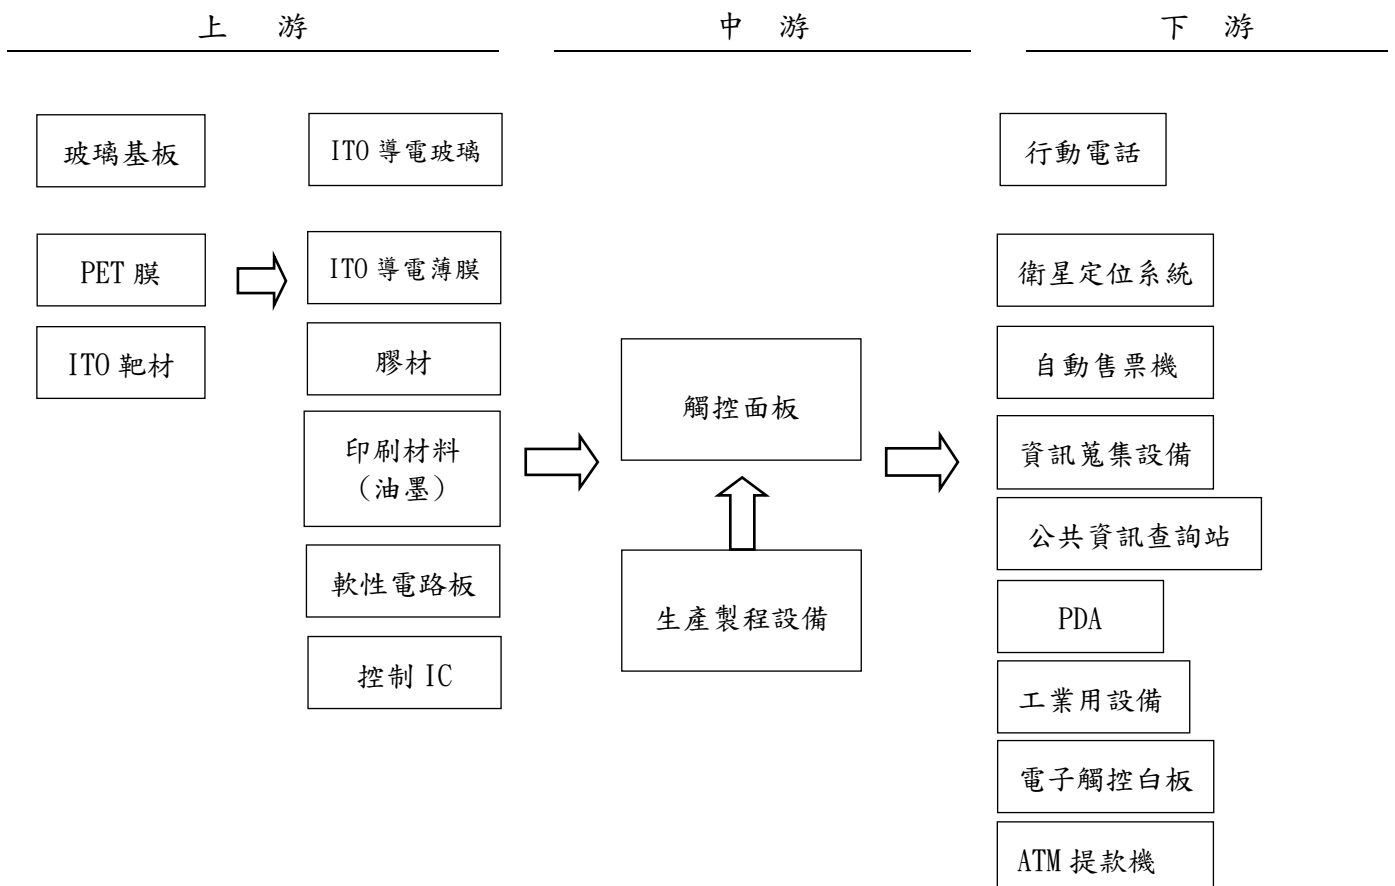 上 游
中 游
下 游
玻璃基板
PET 膜
ITO 靶材
ITO 導電玻璃
ITO 導電薄膜
膠材
印刷材料
（油墨）
軟性電路板
控制 IC
觸控面板
生產製程設備
行動電話
衛星定位系統
自動售票機
資訊蒐集設備
公共資訊查詢站
PDA
工業用設備
電子觸控白板
ATM 提款機